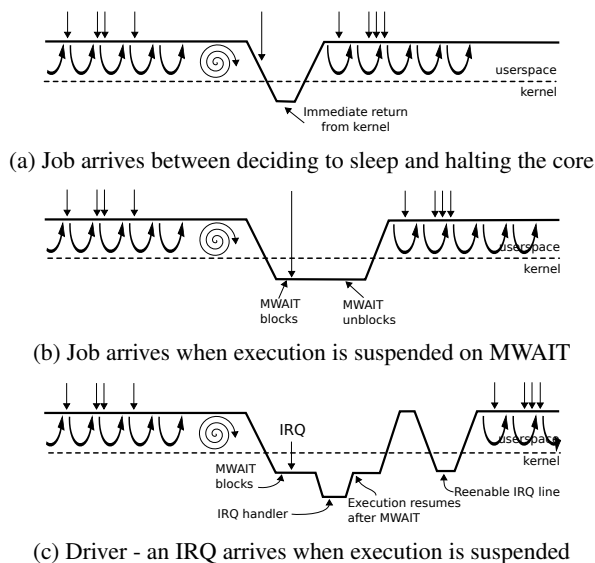 userspace
kernel
Immediate return
from kernel
(a) Job arrives between deciding to sleep and halting the core
userspace
kernel
MWAIT
blocks
MWAIT
unblocks
(b) Job arrives when execution is suspended on MWAIT
IRQ
userspace
kernel
MWAIT
blocks
Reenable IRQ line
IRQ handler
Execution resumes
after MWAIT
(c) Driver - an IRQ arrives when execution is suspended